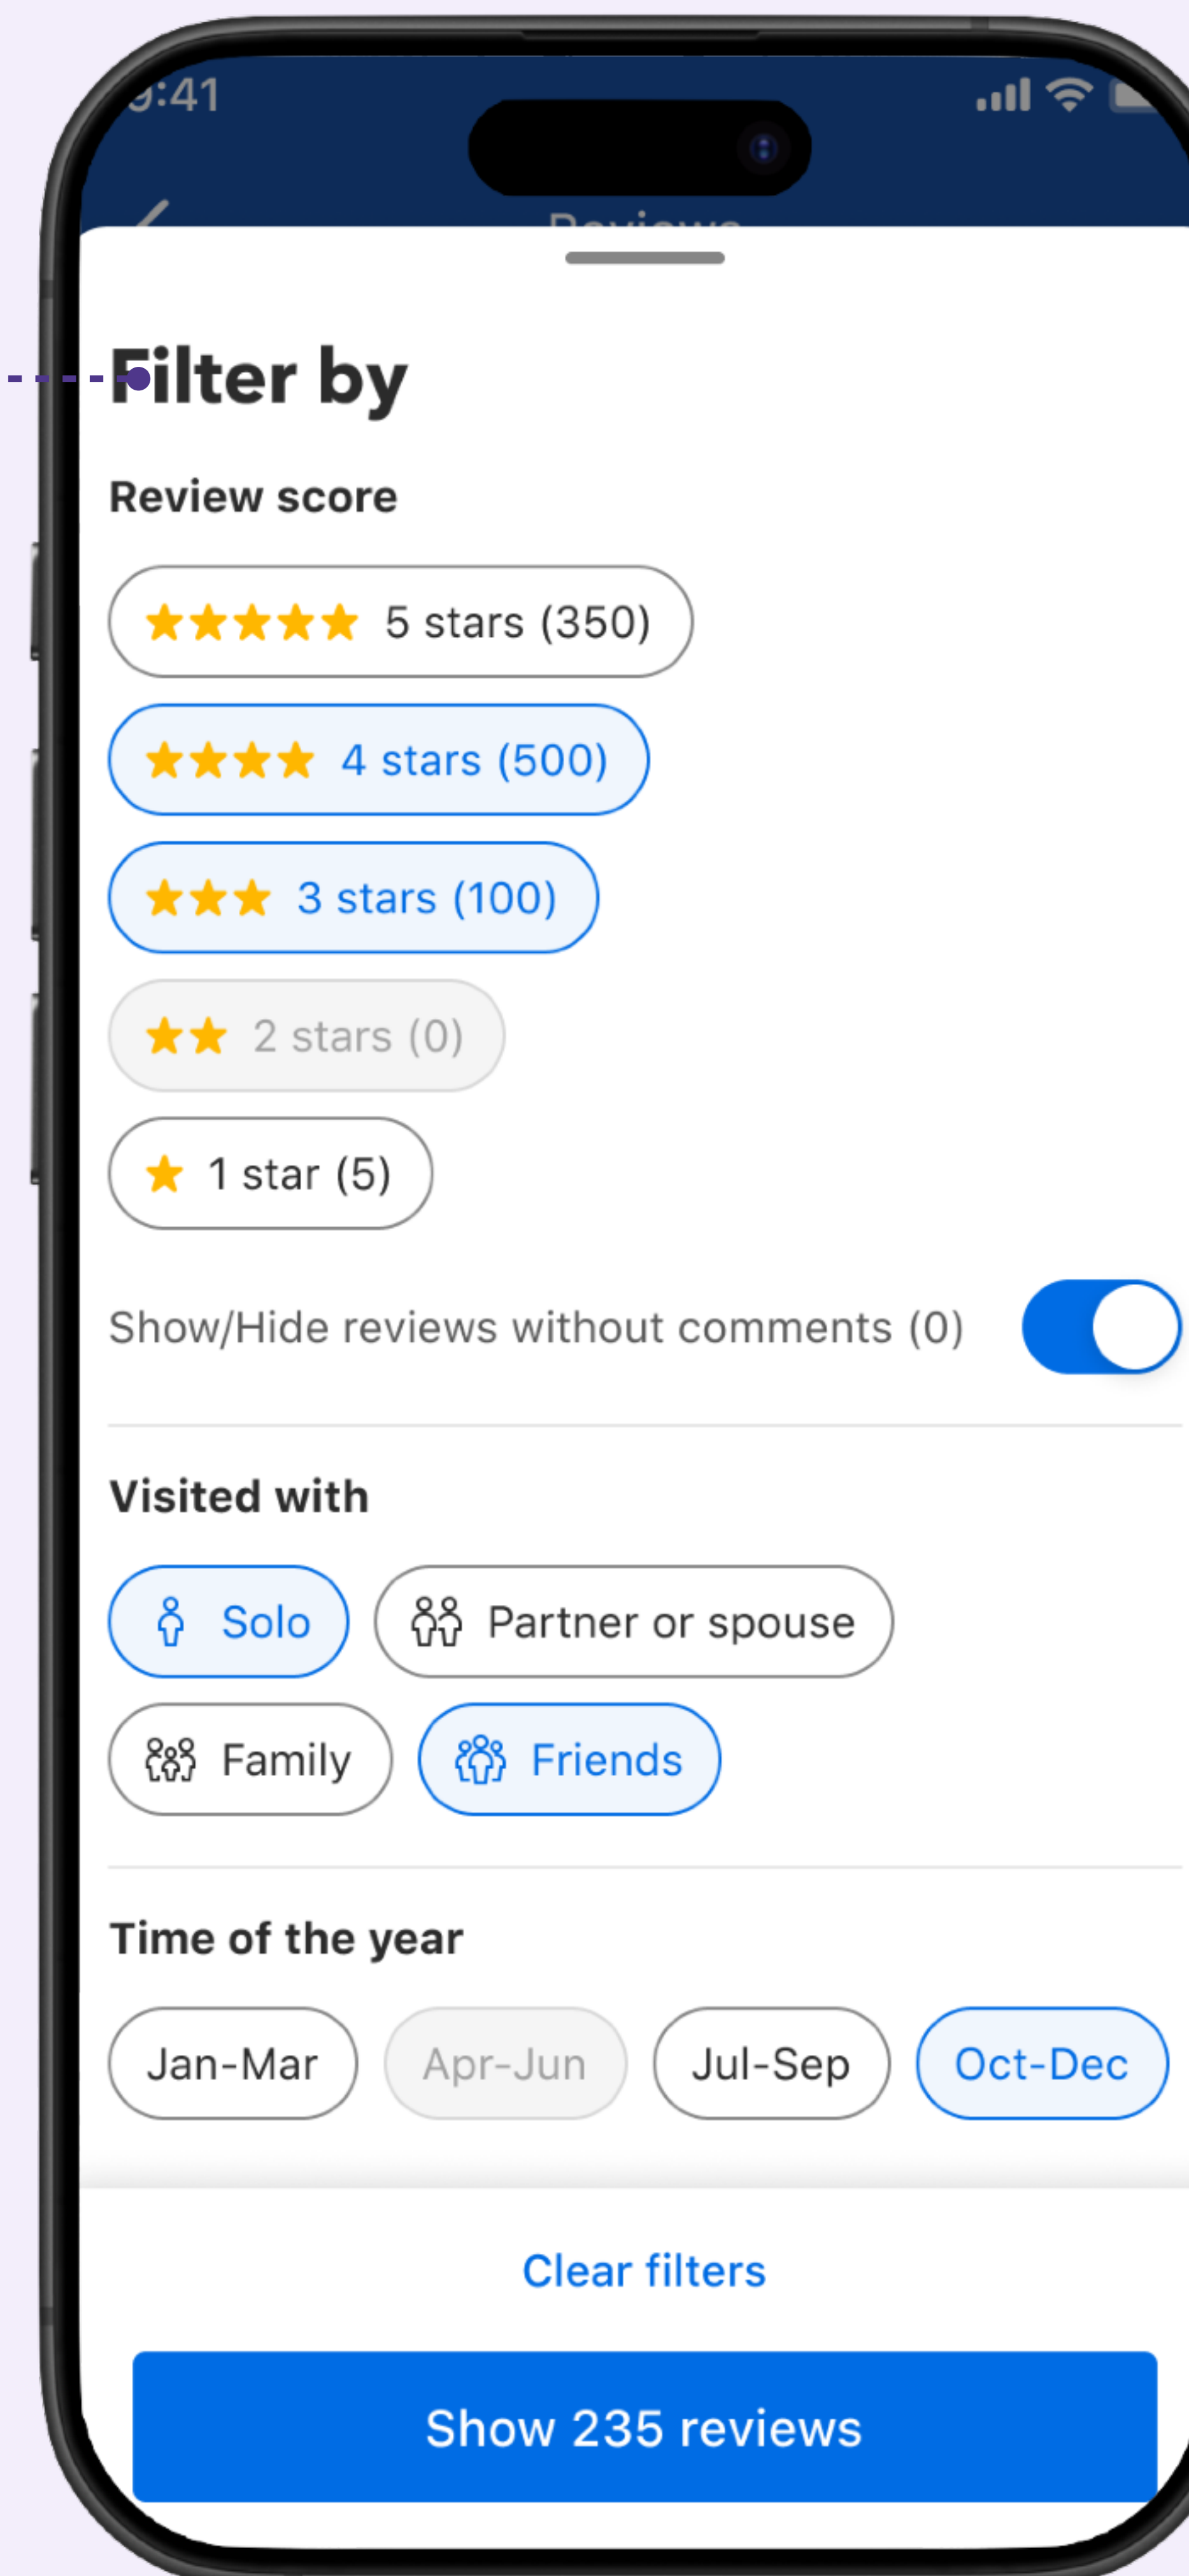 9:41
Reviews
Filter by
Review score
5 stars (350)
4 stars (500)
3 stars (100)
2 stars (0)
1 star (5)
Show/Hide reviews without comments (0)
Visited with
Solo Partner or spouse
Family Friends
Time of the year
Jan-Mar Apr-Jun Jul-Sep Oct-Dec
Clear filters
Show 235 reviews